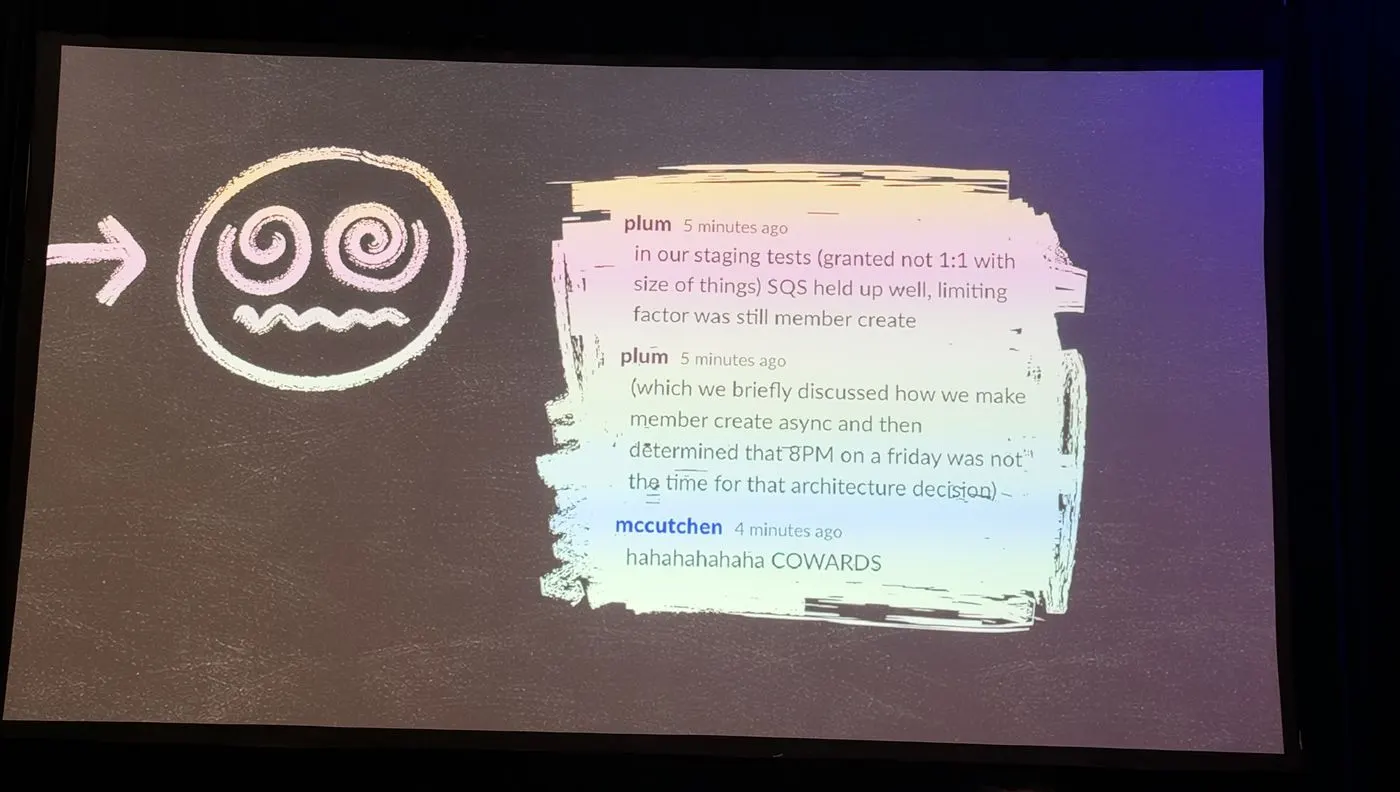 plum 5 minutes ago
in our staging tests (granted not 1:1 with
size of things) SQS held up well, limiting
factor was still member create
plum 5 minutes ago
(which we briefly discussed how we make
member create async and then
determined that 8PM on a friday was not
the time for that architecture decision)
mccutchen 4 minutes ago
hahahahahaha COWARDS